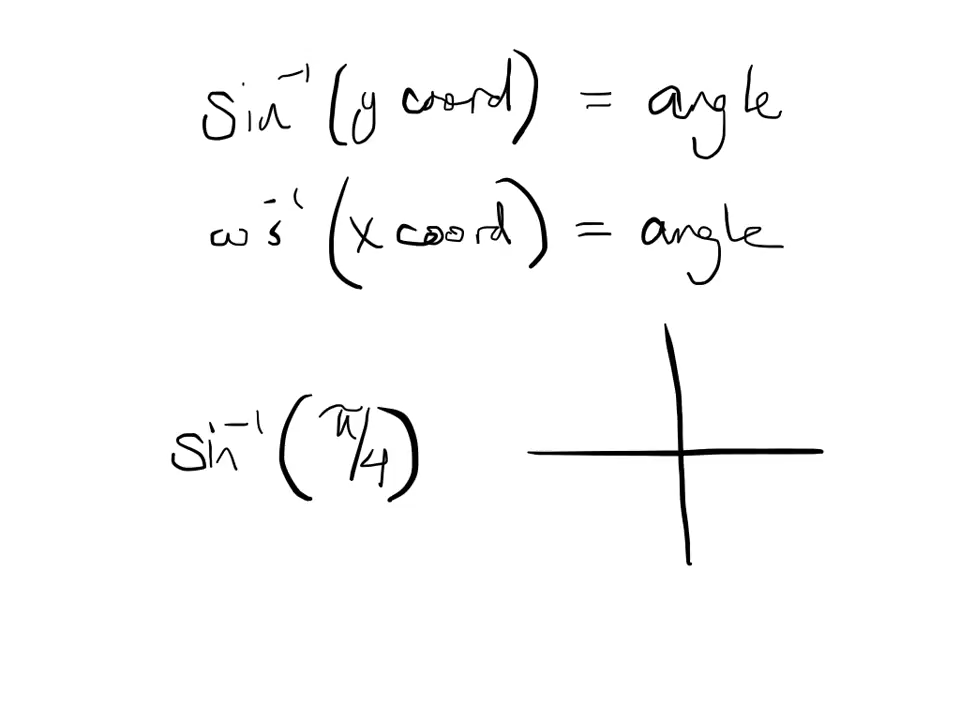 sin⁻¹(y coord) = angle
cos⁻¹(x coord) = angle
sin⁻¹(π/4)